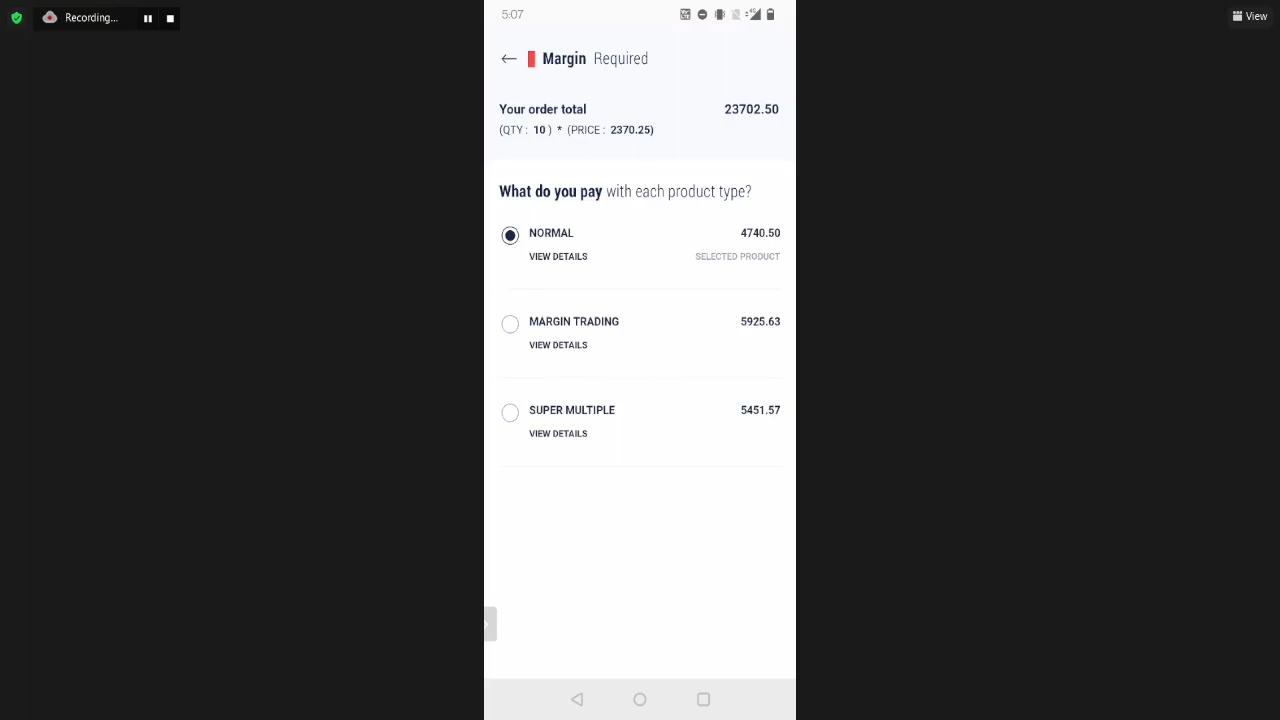 Recording...
View
5:07
Margin Required
Your order total 23702.50
(QTY : 10 ) * (PRICE : 2370.25)
What do you pay with each product type?
NORMAL 4740.50
VIEW DETAILS SELECTED PRODUCT
MARGIN TRADING 5925.63
VIEW DETAILS
SUPER MULTIPLE 5451.57
VIEW DETAILS